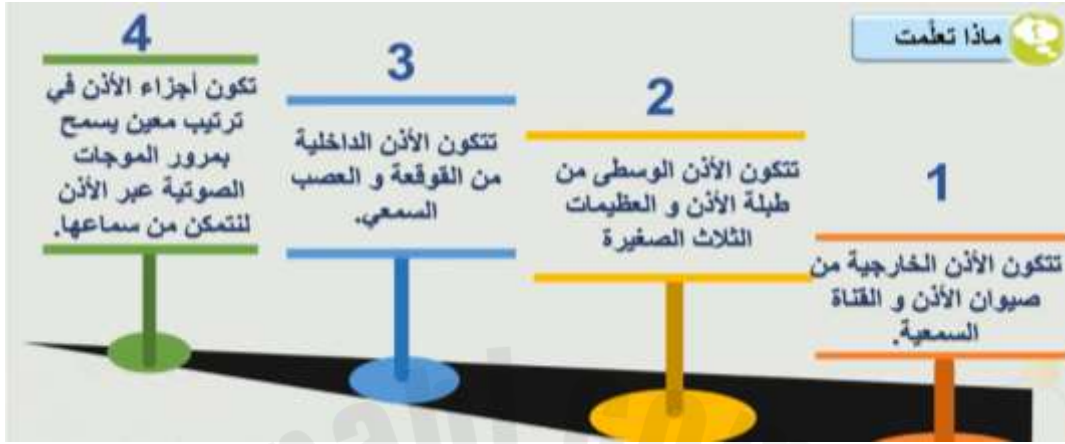 ماذا تعلمت
1
تتكون الأذن الخارجية من
صيوان الأذن و القناة
السمعية.
2
تتكون الأذن الوسطى من
طبلة الأذن و العظيمات
الثلاث الصغيرة
3
تتكون الأذن الداخلية
من القوقعة و العصب
السمعي.
4
تكون أجزاء الأذن في
ترتيب معين يسمح
بمرور الموجات
الصوتية عبر الأذن
لنتمكن من سماعها.